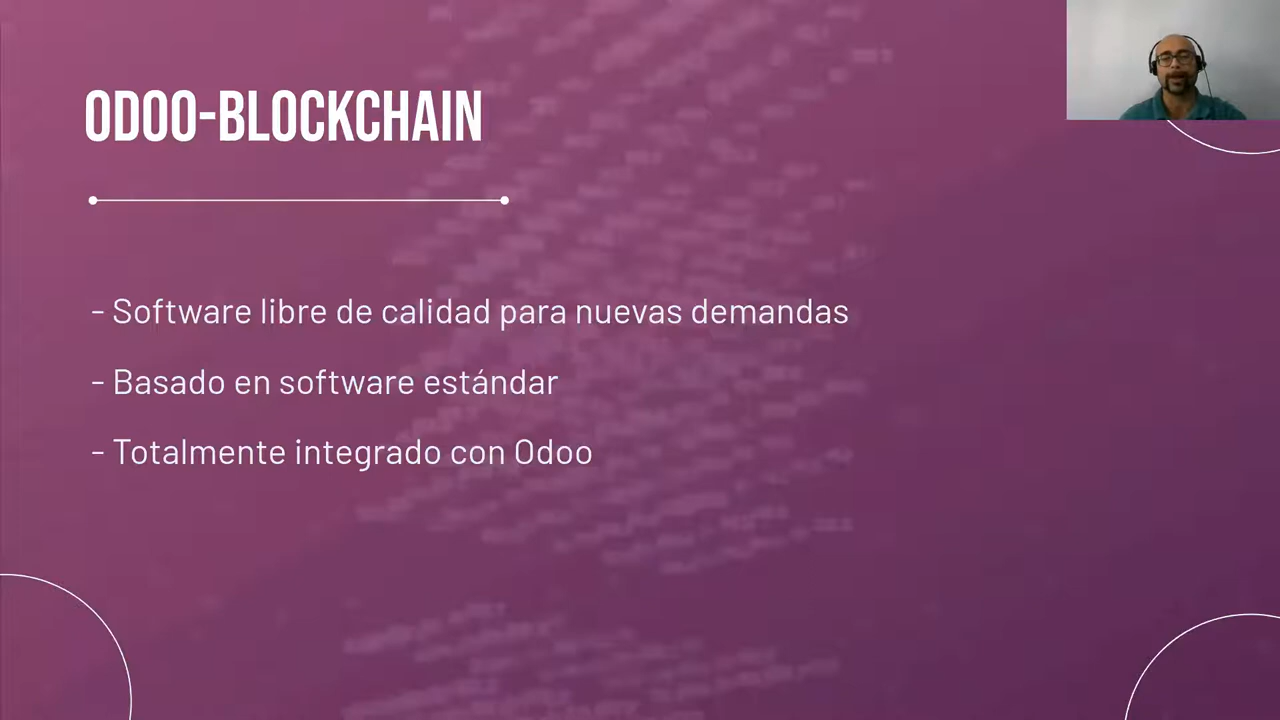 ODOO-BLOCKCHAIN
- Software libre de calidad para nuevas demandas
- Basado en software estándar
- Totalmente integrado con Odoo